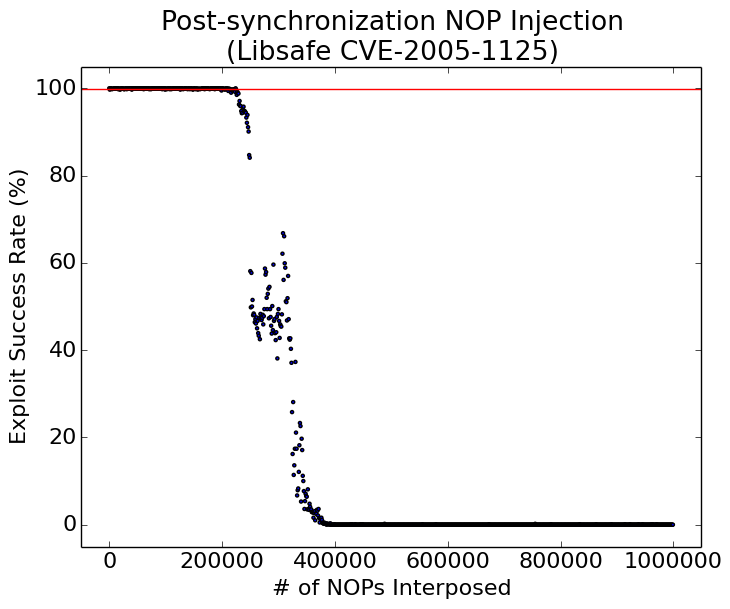 Post-synchronization NOP Injection
(Libsafe CVE-2005-1125)
Exploit Success Rate (%)
100
80
60
40
20
0
0 200000 400000 600000 800000 1000000
# of NOPs Interposed